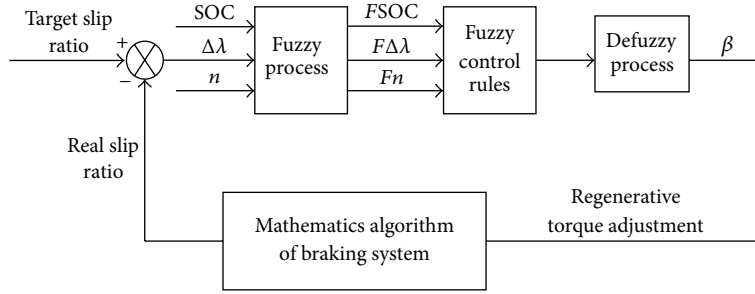 Target slip
ratio
+
−
SOC
Δλ
n
Fuzzy
process
FSOC
FΔλ
Fn
Fuzzy
control
rules
Defuzzy
process
β
Real slip
ratio
Mathematics algorithm
of braking system
Regenerative
torque adjustment